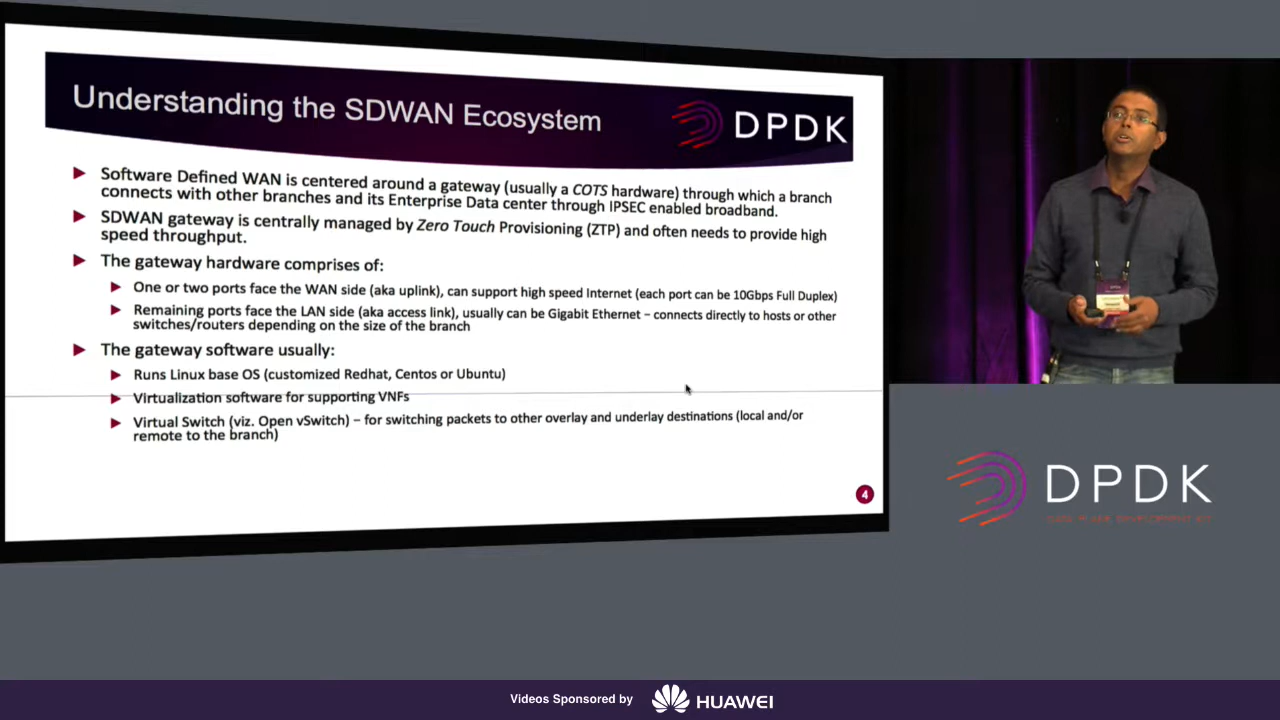 Understanding the SDWAN Ecosystem
DPDK
Software Defined WAN is centered around a gateway (usually a COTS hardware) through which a branch
connects with other branches and its Enterprise Data center through IPSEC enabled broadband.
SDWAN gateway is centrally managed by Zero Touch Provisioning (ZTP) and often needs to provide high
speed throughput.
The gateway hardware comprises of:
One or two ports face the WAN side (aka uplink), can support high speed Internet (each port can be 10Gbps Full Duplex)
Remaining ports face the LAN side (aka access link), usually can be Gigabit Ethernet – connects directly to hosts or other
switches/routers depending on the size of the branch
The gateway software usually:
Runs Linux base OS (customized Redhat, Centos or Ubuntu)
Virtualization software for supporting VNFs
Virtual Switch (viz. Open vSwitch) – for switching packets to other overlay and underlay destinations (local and/or
remote to the branch)
4
DPDK
Videos Sponsored by
HUAWEI